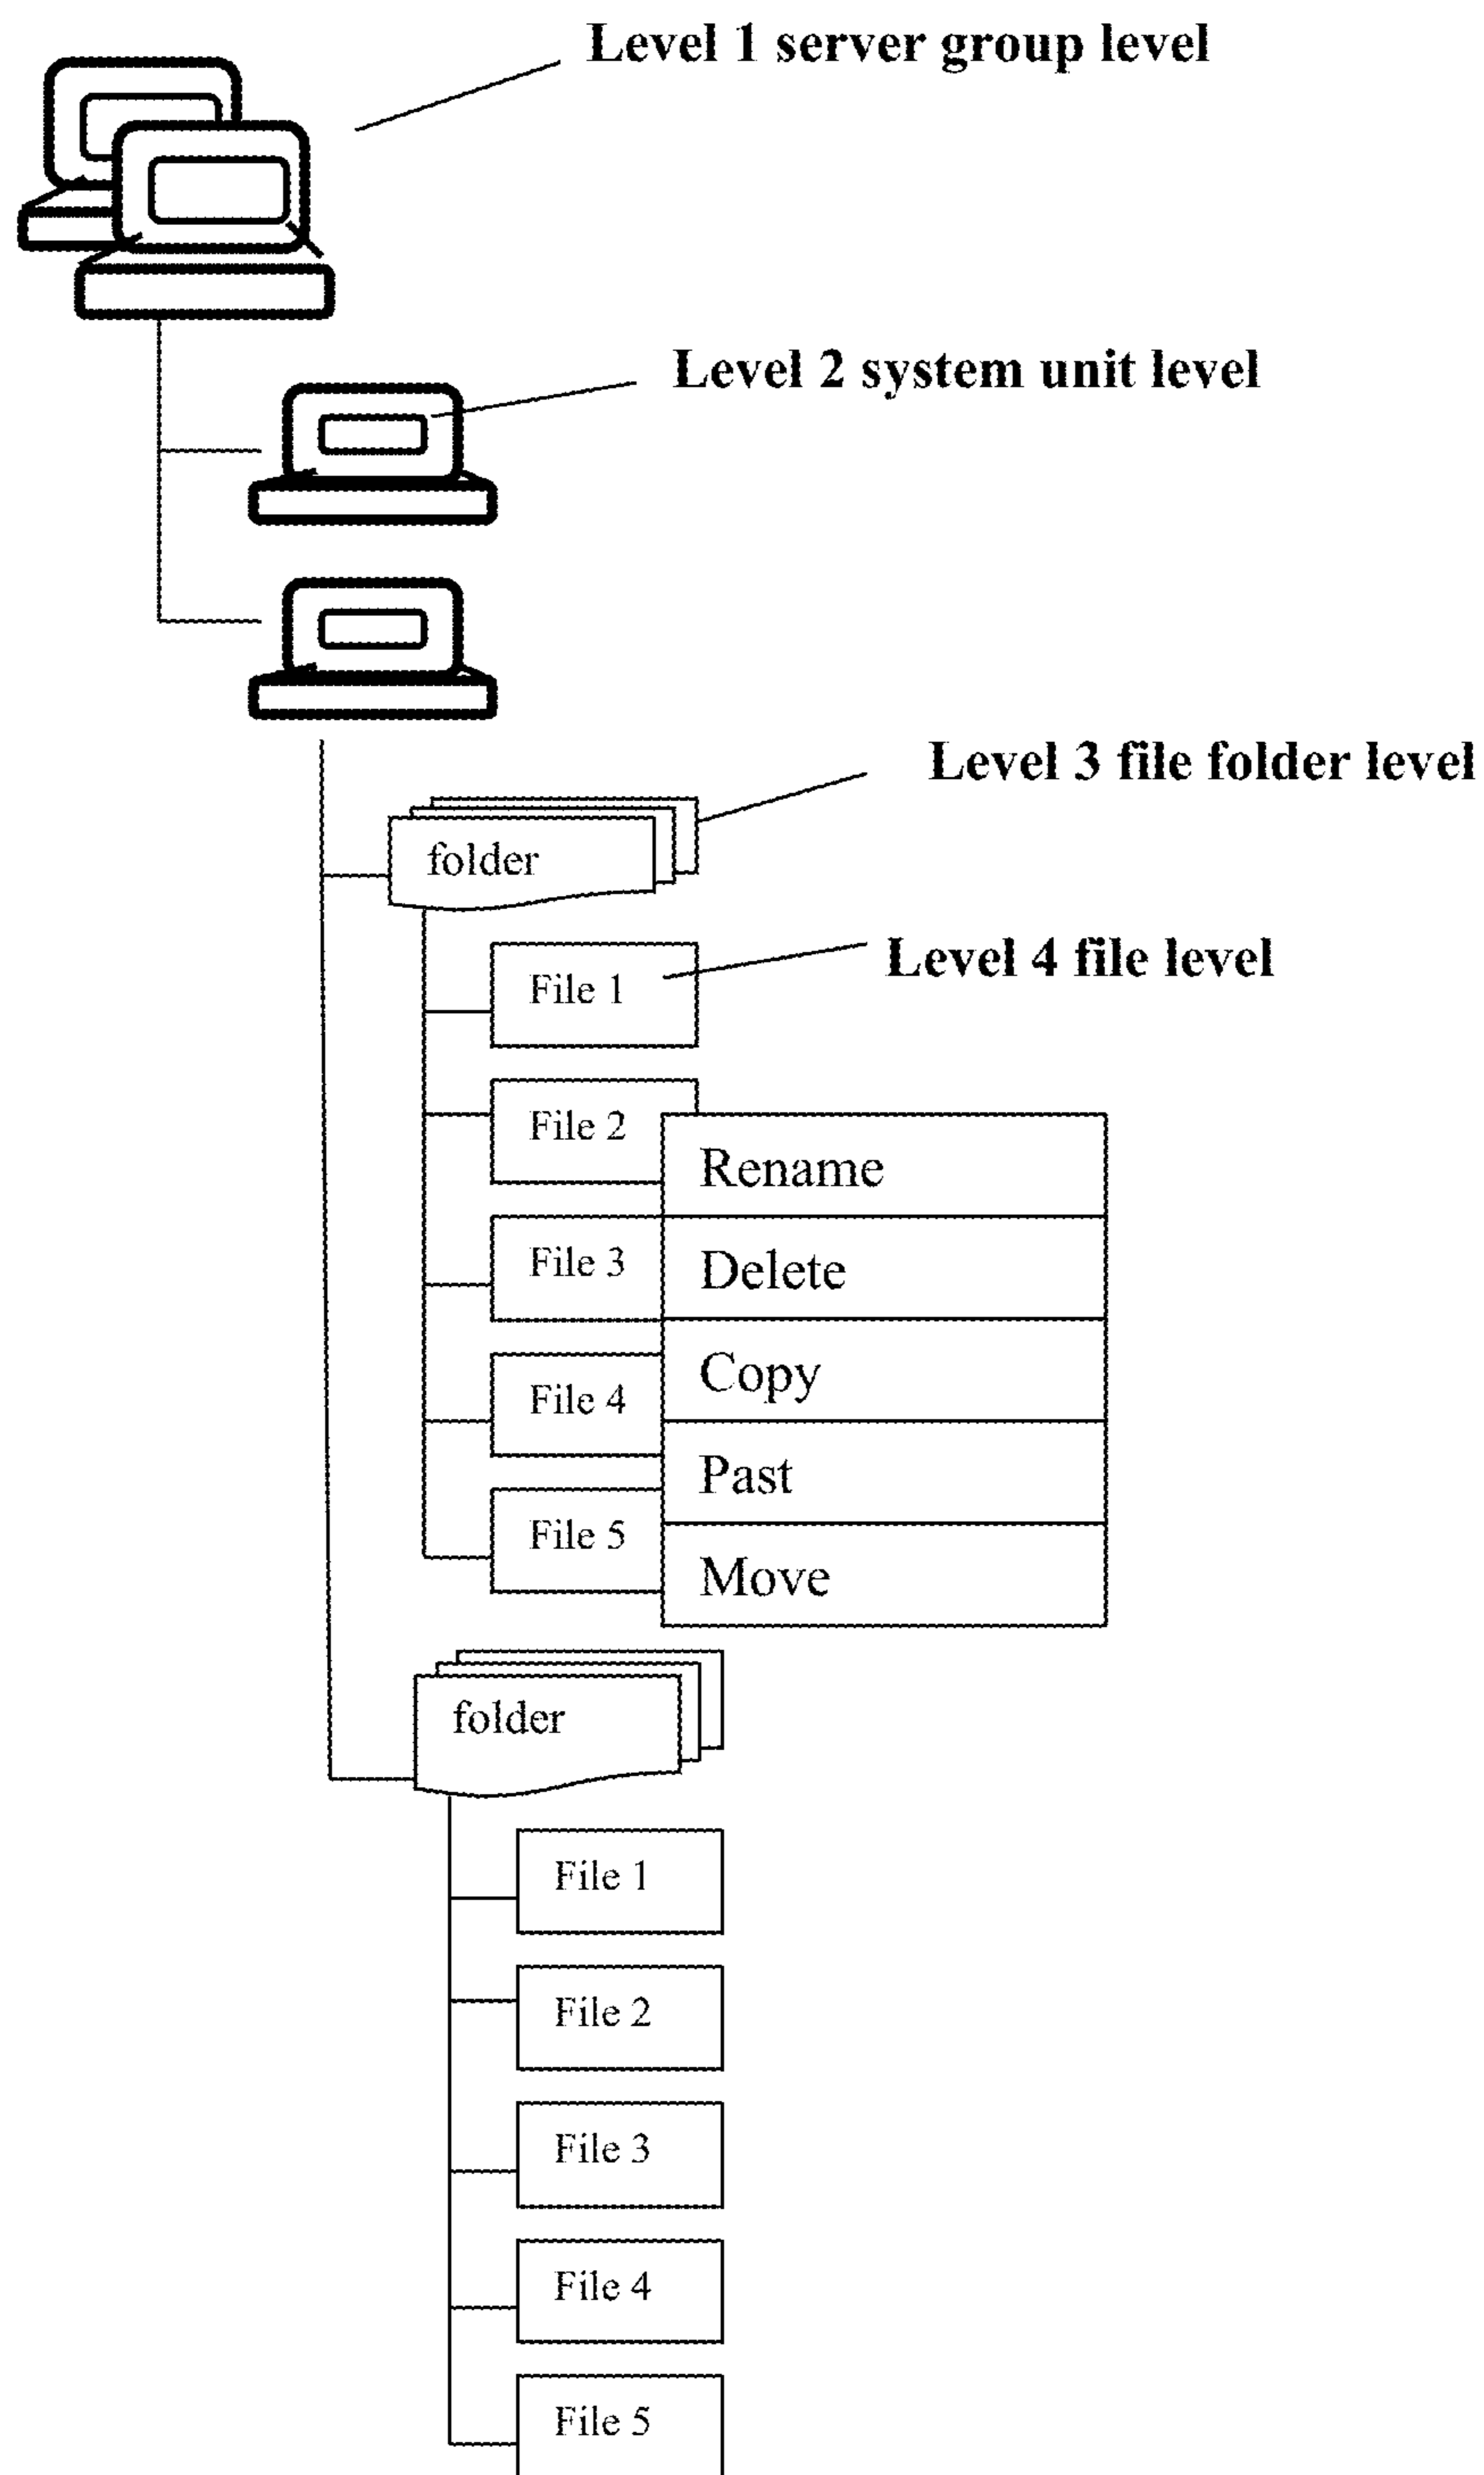 Level 1 server group level
Level 2 system unit level
Level 3 file folder level
folder
Level 4 file level
File 1
File 2
Rename
File 3
Delete
Copy
File 4
Past
File 5
Move
folder
File 1
File 2
File 3
File 4
File 5